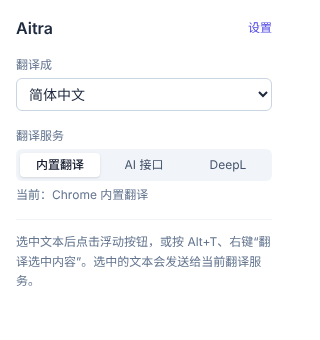 Aitra
设置
翻译成
简体中文
翻译服务
内置翻译
AI 接口
DeepL
当前：Chrome 内置翻译
选中文本后点击浮动按钮，或按 Alt+T、右键“翻
译选中内容”。选中的文本会发送给当前翻译服
务。